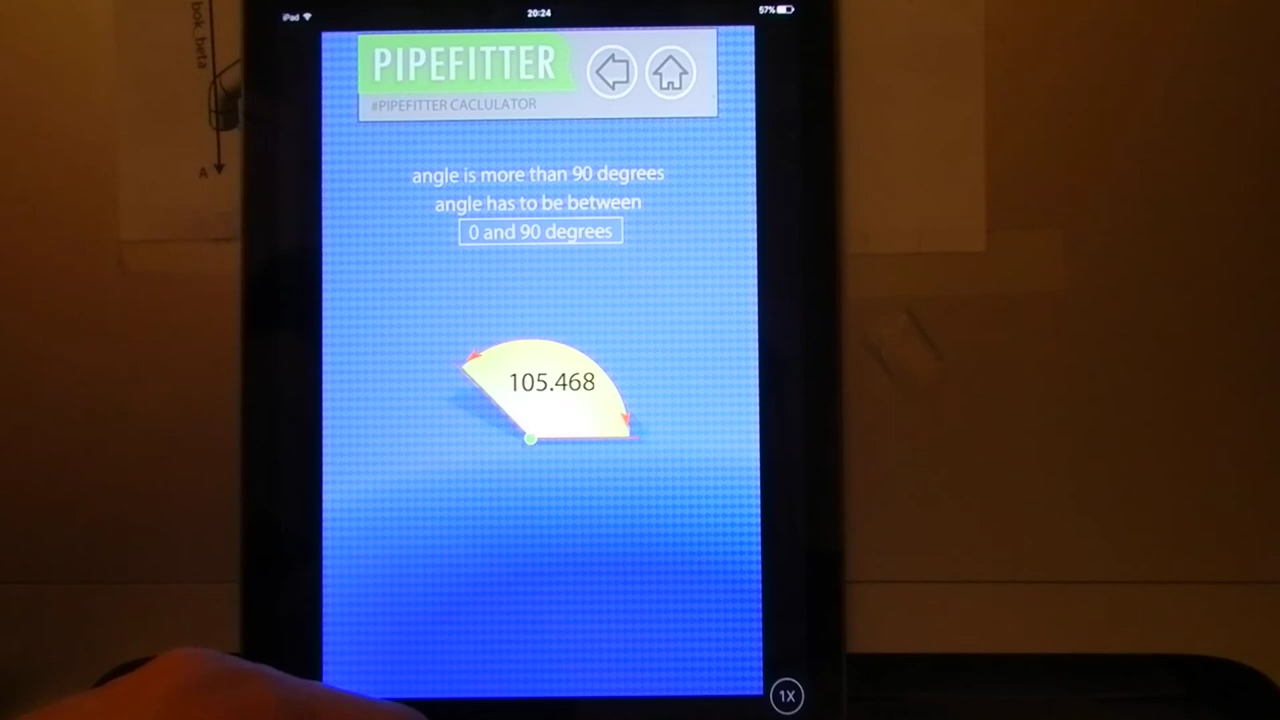 bok_beta
A
iPad
20:24
57%
PIPEFITTER
#PIPEFITTER CACLULATOR
angle is more than 90 degrees
angle has to be between
0 and 90 degrees
105.468
1X